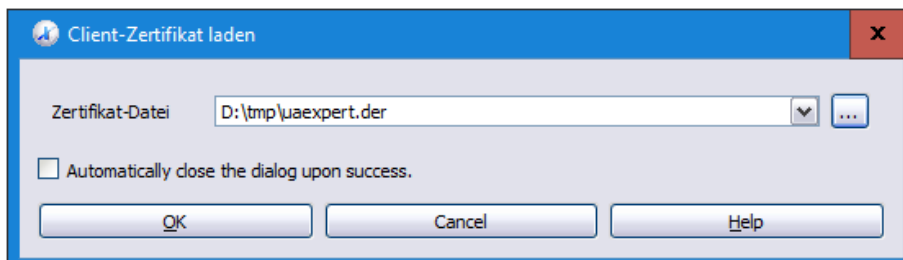 Client-Zertifikat laden
Zertifikat-Datei D:\tmp\uaexpert.der ...
Automatically close the dialog upon success.
OK Cancel Help